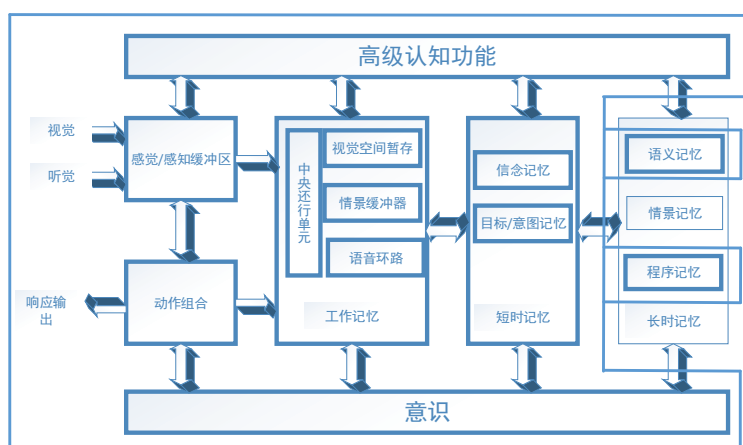 高级认知功能
视觉
听觉
感觉/感知缓冲区
中央还行单元
视觉空间暂存
情景缓冲器
语音环路
工作记忆
信念记忆
目标/意图记忆
短时记忆
语义记忆
情景记忆
程序记忆
长时记忆
响应输
出
动作组合
意识